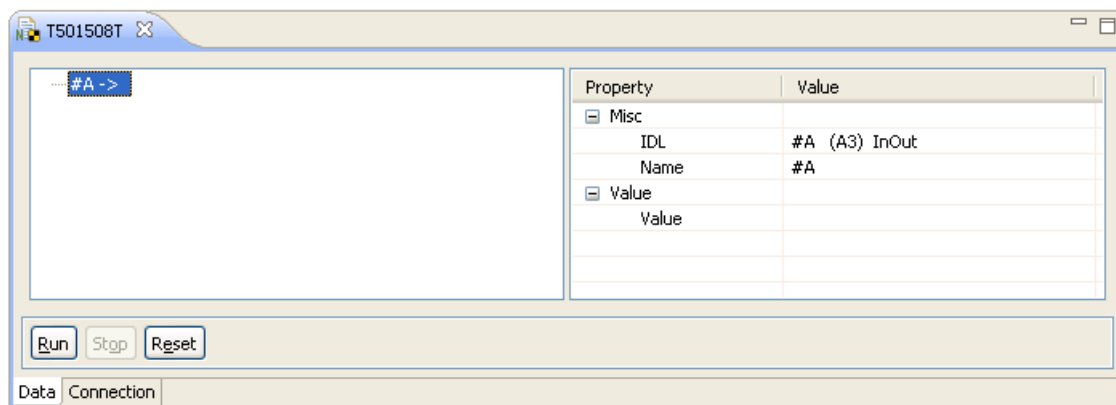 T501508T
#A ->
Property Value
Misc
IDL #A (A3) InOut
Name #A
Value
Value
Run Stop Reset
Data Connection